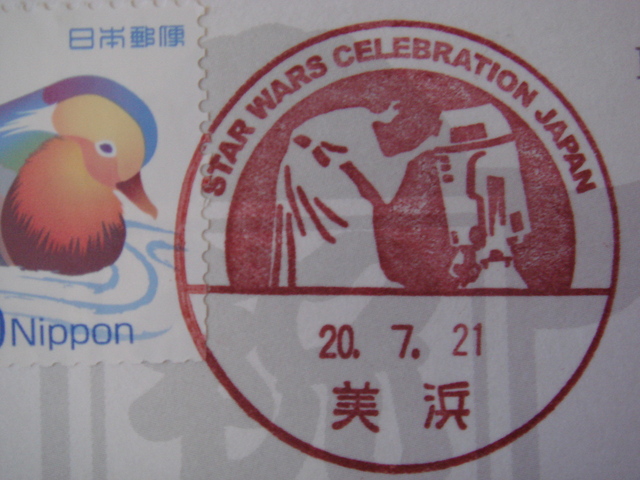 日本郵便
Nippon
STAR WARS CELEBRATION JAPAN
20. 7. 21
美浜